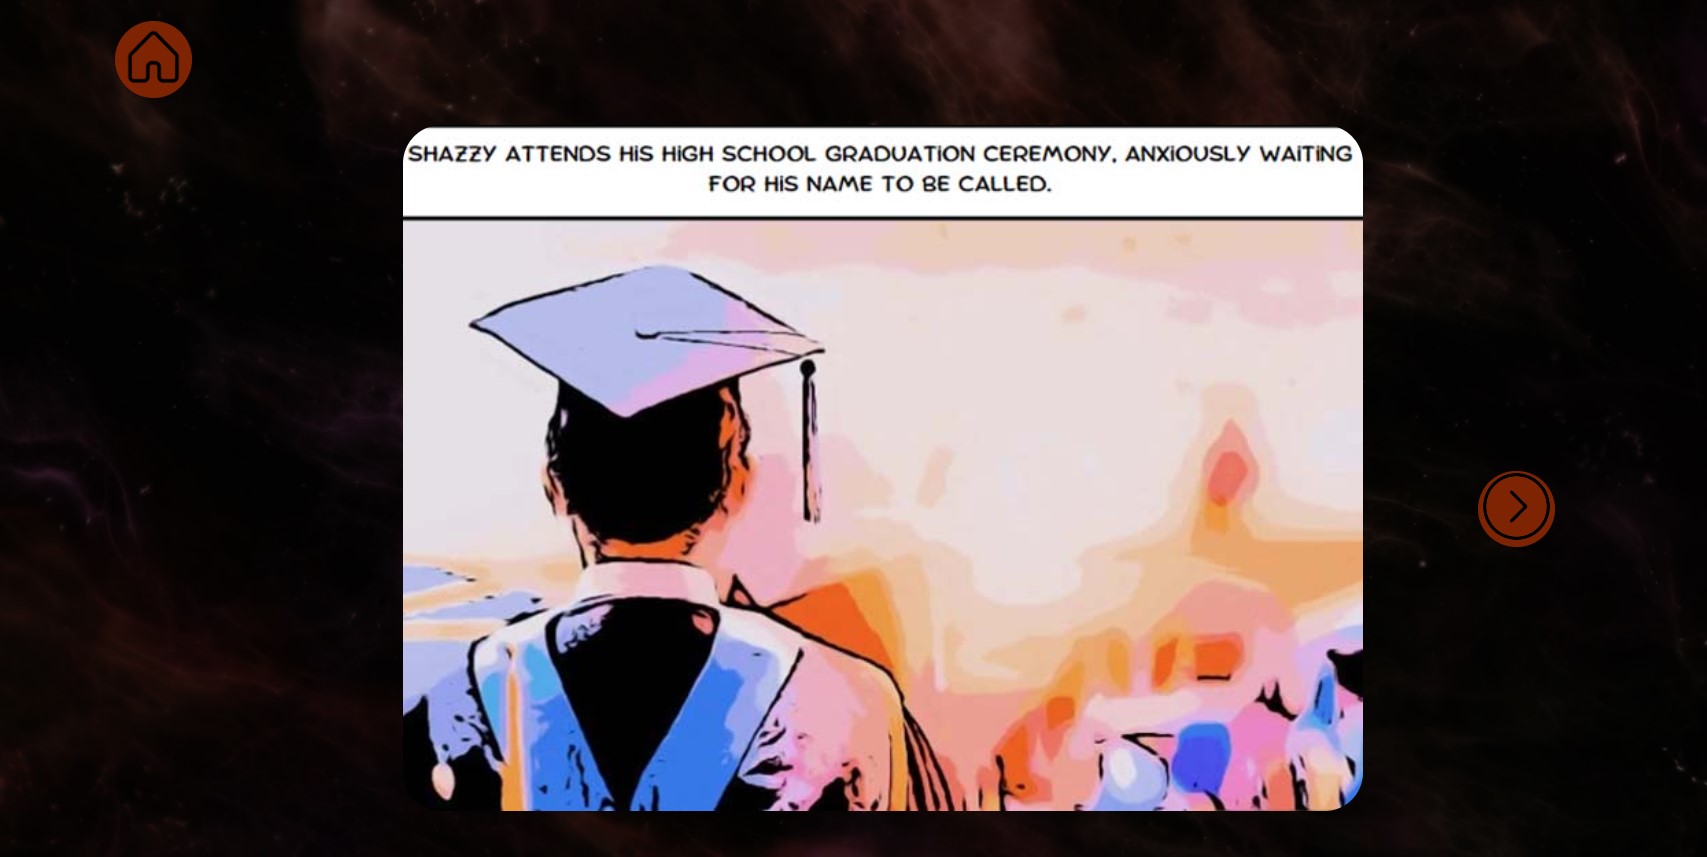 SHAZZY ATTENDS HIS HIGH SCHOOL GRADUATION CEREMONY, ANXIOUSLY WAITING
FOR HIS NAME TO BE CALLED.